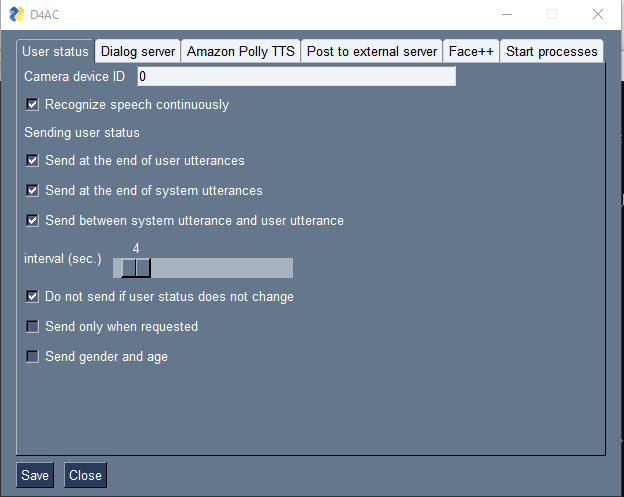 D4AC
User status Dialog server Amazon Polly TTS Post to external server Face++ Start processes
Camera device ID 0
Recognize speech continuously
Sending user status
Send at the end of user utterances
Send at the end of system utterances
Send between system utterance and user utterance
4
interval (sec.)
Do not send if user status does not change
Send only when requested
Send gender and age
Save Close